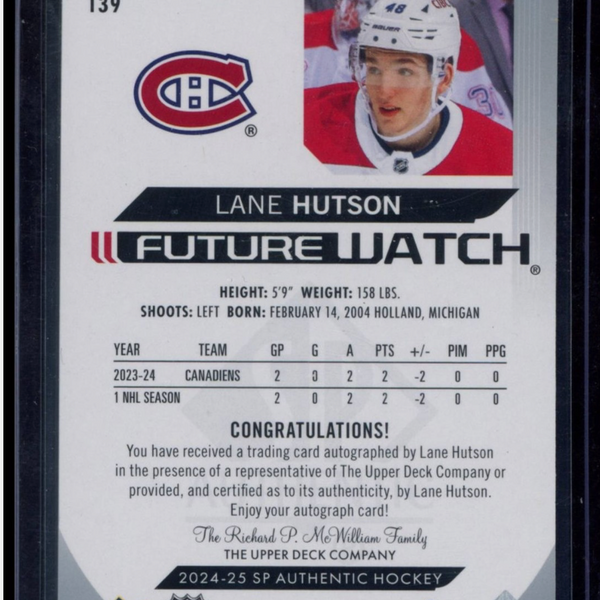 139
48
LANE HUTSON
FUTURE WATCH®
HEIGHT: 5'9" WEIGHT: 158 LBS.
SHOOTS: LEFT BORN: FEBRUARY 14, 2004 HOLLAND, MICHIGAN
YEAR TEAM GP G A PTS +/- PIM PPG
2023-24 CANADIENS 2 0 2 2 -2 0 0
1 NHL SEASON 2 0 2 2 -2 0 0
CONGRATULATIONS!
You have received a trading card autographed by Lane Hutson
in the presence of a representative of The Upper Deck Company or
provided, and certified as to its authenticity, by Lane Hutson.
Enjoy your autograph card!
The Richard P. McWilliam Family
THE UPPER DECK COMPANY
2024-25 SP AUTHENTIC HOCKEY